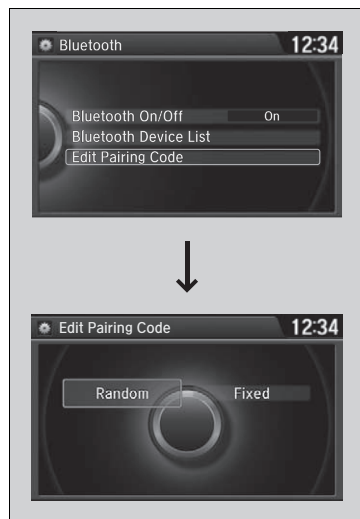 Bluetooth 12:34
Bluetooth On/Off On
Bluetooth Device List
Edit Pairing Code
Edit Pairing Code 12:34
Random Fixed